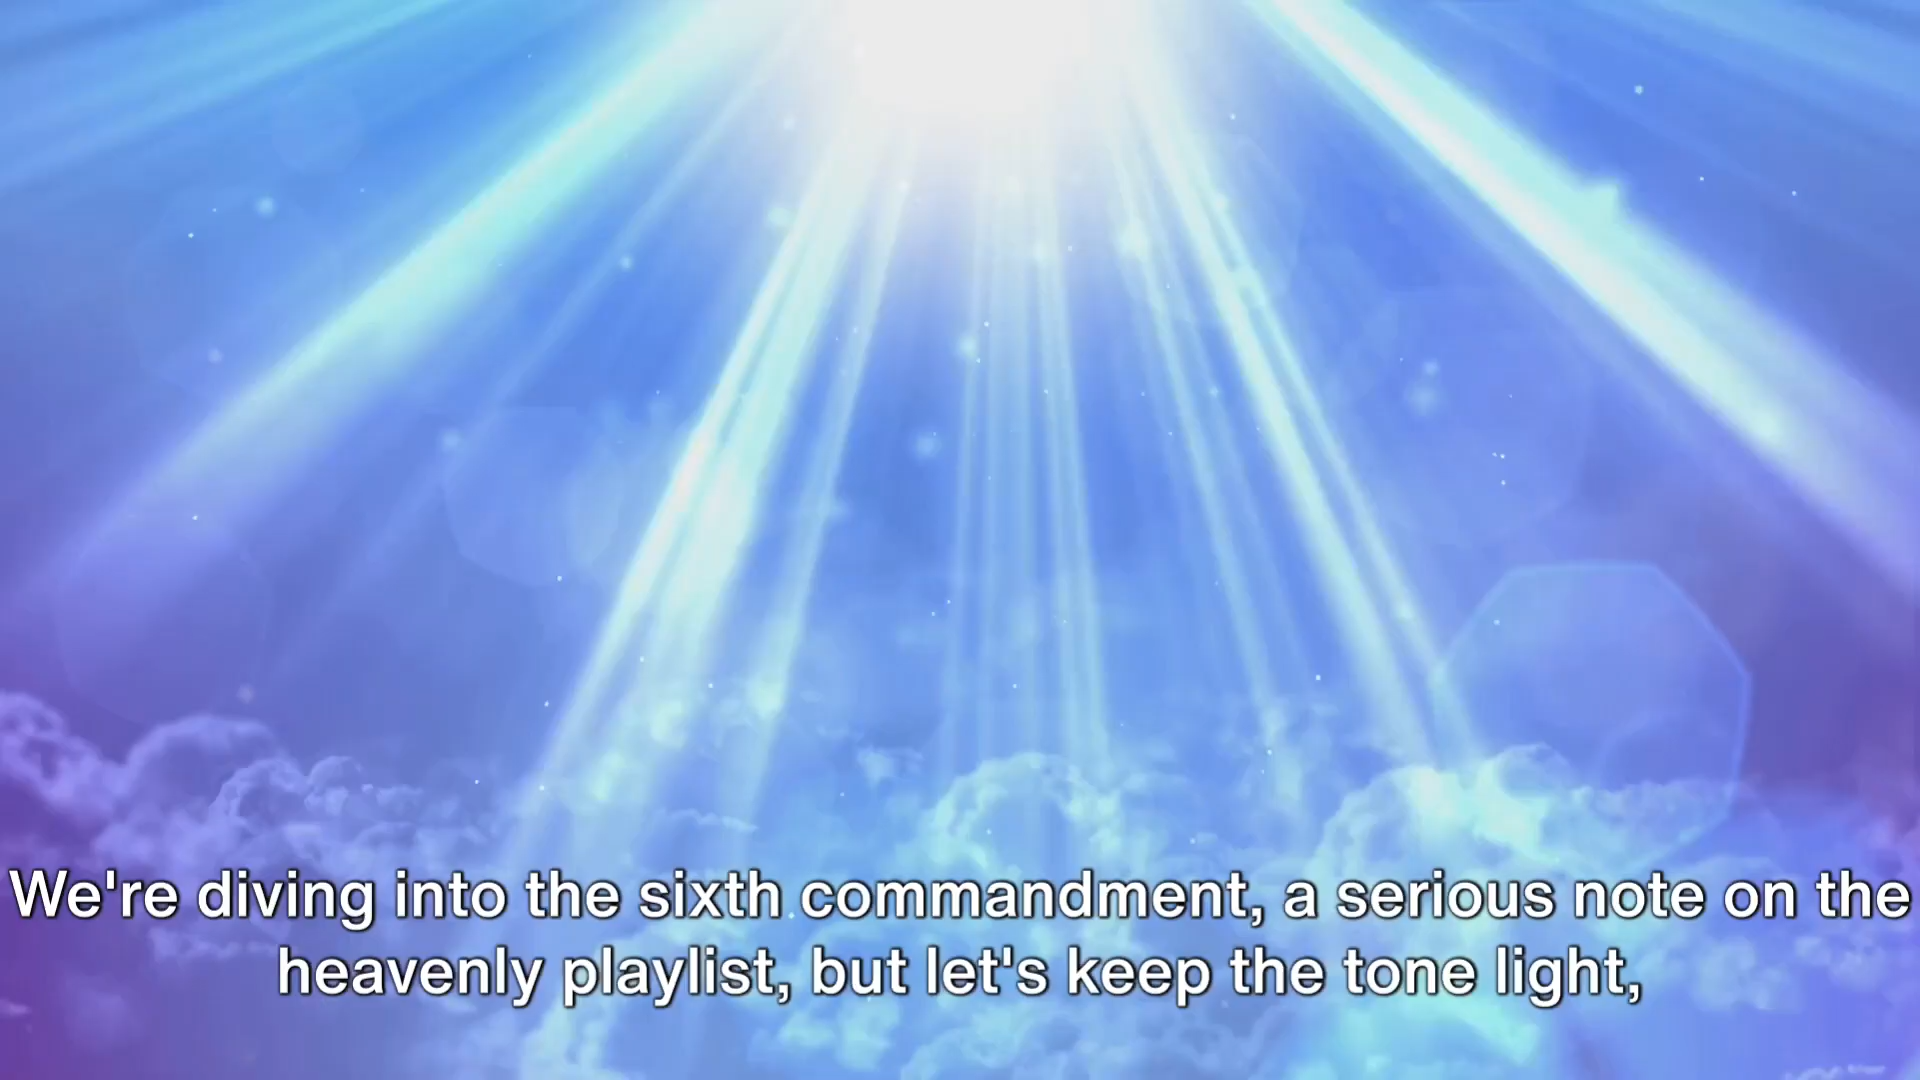 We're diving into the sixth commandment, a serious note on the
heavenly playlist, but let's keep the tone light,